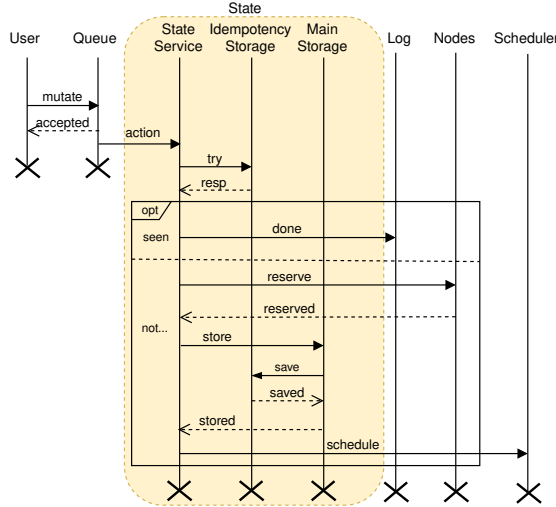 State
User Queue State Service Idempotency Storage Main Storage Log Nodes Scheduler
mutate
accepted
action
try
resp
opt
seen
done
reserve
reserved
not...
store
save
saved
stored
schedule